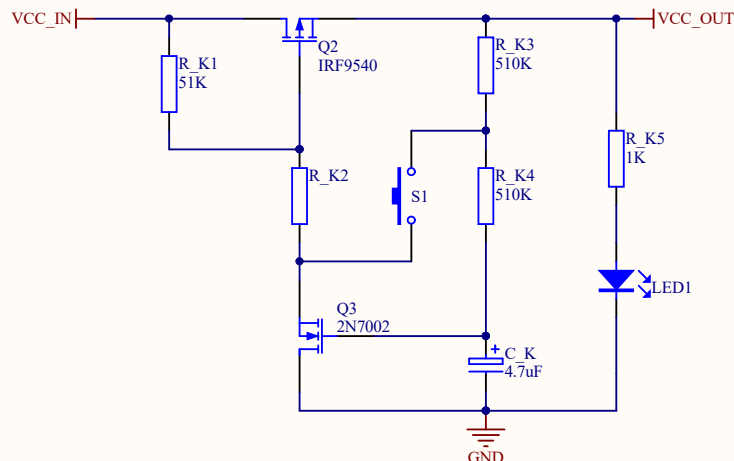 VCC_IN
VCC_OUT
Q2
IRF9540
R_K1
51K
R_K3
510K
R_K5
1K
R_K2
S1
R_K4
510K
LED1
Q3
2N7002
+
C_K
4.7uF
GND